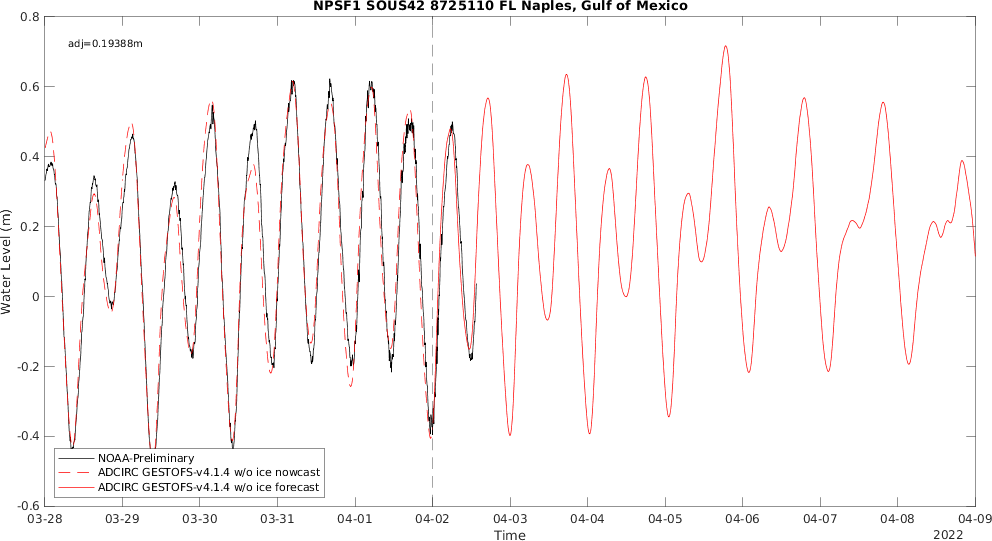 NPSF1 SOUS42 8725110 FL Naples, Gulf of Mexico
adj=0.19388m
0.8
0.6
0.4
0.2
0
-0.2
-0.4
-0.6
Water Level (m)
NOAA-Preliminary
ADCIRC GESTOFS-v4.1.4 w/o ice nowcast
ADCIRC GESTOFS-v4.1.4 w/o ice forecast
03-28 03-29 03-30 03-31 04-01 04-02 04-03 04-04 04-05 04-06 04-07 04-08 04-09
Time
2022